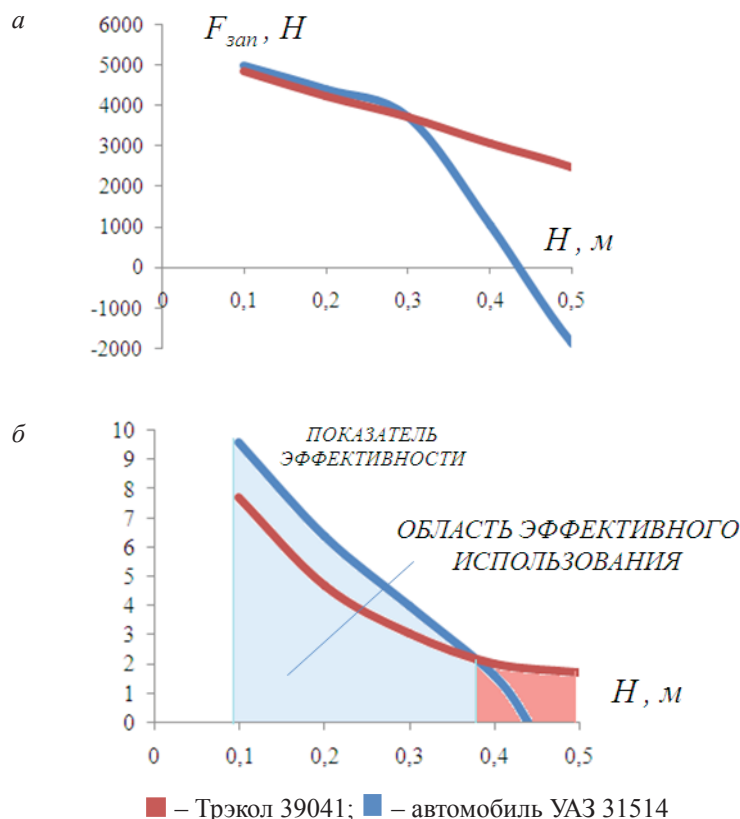 а
F_зап, Н
6000
5000
4000
3000
2000
1000
0
-1000
-2000
0 0,1 0,2 0,3 0,4 0,5
H, м
б
10
9
8
7
6
5
4
3
2
1
0
0 0,1 0,2 0,3 0,4 0,5
ПОКАЗАТЕЛЬ
ЭФФЕКТИВНОСТИ
ОБЛАСТЬ ЭФФЕКТИВНОГО
ИСПОЛЬЗОВАНИЯ
H, м
– Трэкол 39041; – автомобиль УАЗ 31514